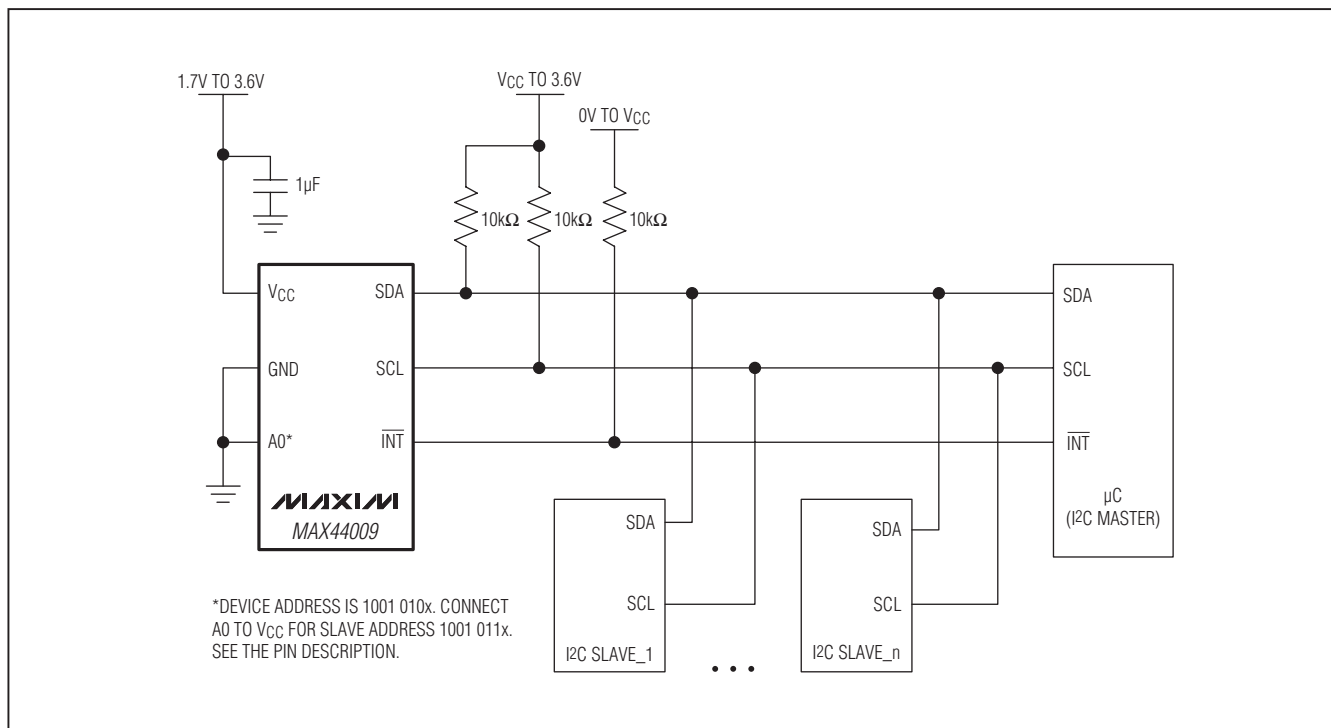 1.7V TO 3.6V
VCC TO 3.6V
0V TO VCC
1µF
10kΩ
10kΩ
10kΩ
VCC
SDA
GND
SCL
A0*
INT
MAXIM
MAX44009
SDA
SCL
INT
µC
(I2C MASTER)
SDA
SCL
I2C SLAVE_1
• • •
SDA
SCL
I2C SLAVE_n
*DEVICE ADDRESS IS 1001 010x. CONNECT
A0 TO VCC FOR SLAVE ADDRESS 1001 011x.
SEE THE PIN DESCRIPTION.